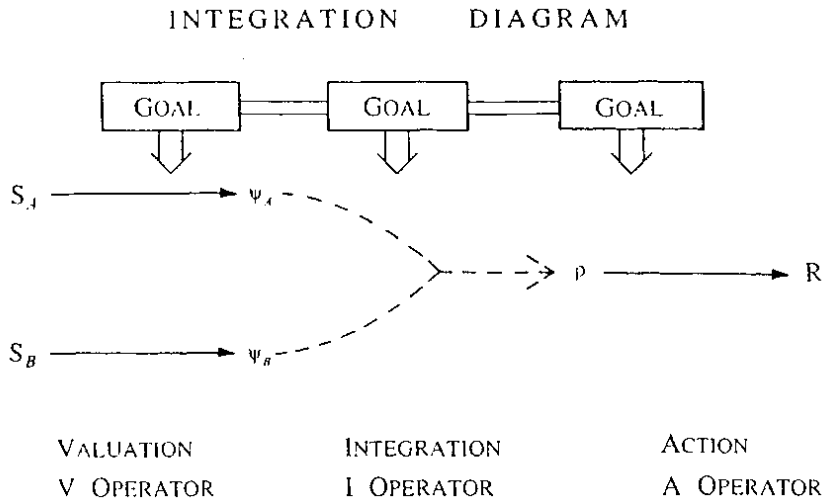 INTEGRATION DIAGRAM
GOAL GOAL GOAL
S_A ψ_A
ρ R
S_B ψ_B
VALUATION INTEGRATION ACTION
V OPERATOR I OPERATOR A OPERATOR